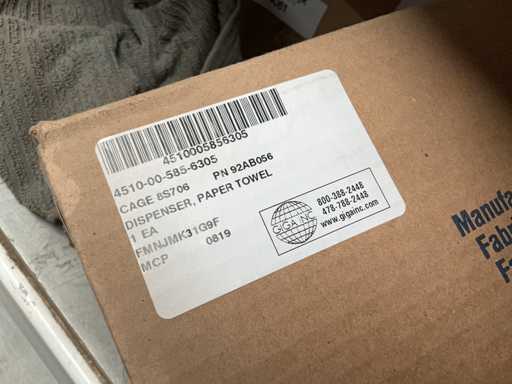 4510005856305
4510-00-585-6305
CAGE 8S706 PN 92AB056
DISPENSER, PAPER TOWEL
1 EA
FMNJMK31G9F
MCP 0819
GIGA INC
800-388-2448
478-788-2448
www.gigainc.com
Manufa
Fab